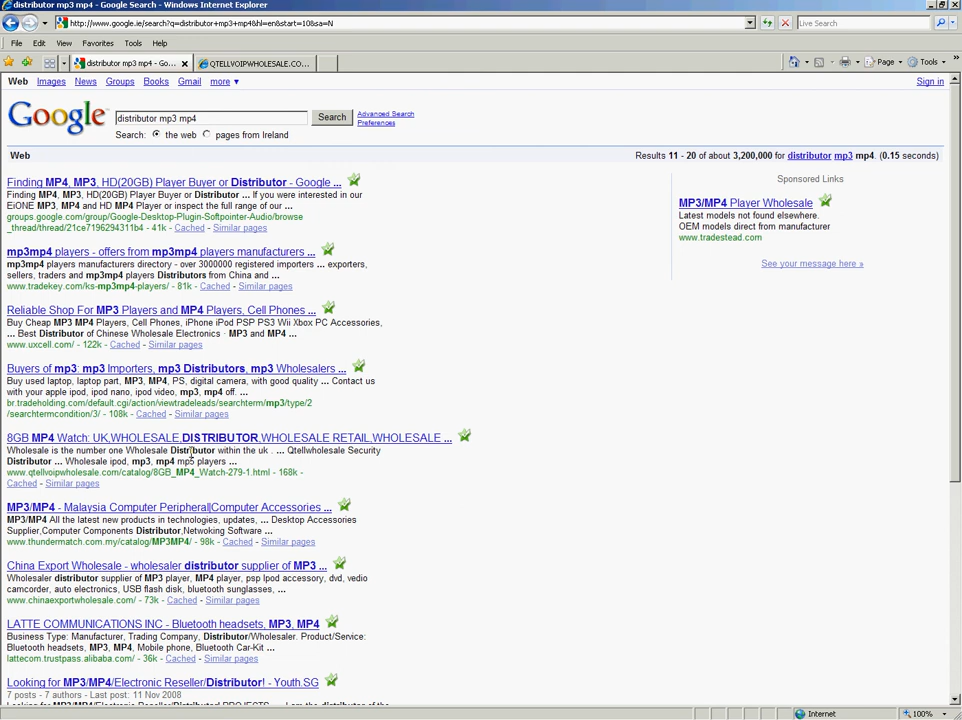 distributor mp3 mp4 - Google Search - Windows Internet Explorer
http://www.google.ie/search?q=distributor+mp3+mp4&hl=en&start=10&sa=N
Live Search
File Edit View Favorites Tools Help
distributor mp3 mp4 - Go...
QTELLVOIPWHOLESALE.CO...
Page Tools
Web Images News Groups Books Gmail more ▼
Sign in
Google
distributor mp3 mp4
Search
Advanced Search
Preferences
Search: the web pages from Ireland
Web
Results 11 - 20 of about 3,200,000 for distributor mp3 mp4. (0.15 seconds)
Finding MP4, MP3, HD(20GB) Player Buyer or Distributor - Google ...
Finding MP4, MP3, HD(20GB) Player Buyer or Distributor ... If you were interested in our
EiONE MP3, MP4 and HD MP4 Player or inspect the full range of our ...
groups.google.com/group/Google-Desktop-Plugin-Softpointer-Audio/browse
_thread/thread/21ce7196294311b4 - 41k - Cached - Similar pages
mp3mp4 players - offers from mp3mp4 players manufacturers ...
mp3mp4 players manufacturers directory - over 3000000 registered importers ... exporters,
sellers, traders and mp3mp4 players Distributors from China and ...
www.tradekey.com/ks-mp3mp4-players/ - 81k - Cached - Similar pages
Reliable Shop For MP3 Players and MP4 Players, Cell Phones ...
Buy Cheap MP3 MP4 Players, Cell Phones, iPhone iPod PSP PS3 Wii Xbox PC Accessories,
... Best Distributor of Chinese Wholesale Electronics · MP3 and MP4 ...
www.uxcell.com/ - 122k - Cached - Similar pages
Buyers of mp3: mp3 Importers, mp3 Distributors, mp3 Wholesalers ...
Buy used laptop, laptop part, MP3, MP4, PS, digital camera, with good quality ... Contact us
with your apple ipod, ipod nano, ipod video, mp3, mp4 off. ...
br.tradeholding.com/default.cgi/action/viewtradeleads/searchterm/mp3/type/2
/searchtermcondition/3/ - 108k - Cached - Similar pages
8GB MP4 Watch: UK,WHOLESALE,DISTRIBUTOR,WHOLESALE RETAIL,WHOLESALE ...
Wholesale is the number one Wholesale Distributor within the uk . ... Qtellwholesale Security
Distributor ... Wholesale ipod, mp3, mp4 mp5 players ...
www.qtellvoipwholesale.com/catalog/8GB_MP4_Watch-279-1.html - 168k -
Cached - Similar pages
MP3/MP4 - Malaysia Computer Peripheral|Computer Accessories ...
MP3/MP4 All the latest new products in technologies, updates, ... Desktop Accessories
Supplier,Computer Components Distributor,Netwoking Software ...
www.thundermatch.com.my/catalog/MP3MP4/ - 98k - Cached - Similar pages
China Export Wholesale - wholesaler distributor supplier of MP3 ...
Wholesaler distributor supplier of MP3 player, MP4 player, psp Ipod accessory, dvd, vedio
camcorder, auto electronics, USB flash disk, bluetooth sunglasses, ...
www.chinaexportwholesale.com/ - 73k - Cached - Similar pages
LATTE COMMUNICATIONS INC - Bluetooth headsets, MP3, MP4
Business Type: Manufacturer, Trading Company, Distributor/Wholesaler. Product/Service:
Bluetooth headsets, MP3, MP4, Mobile phone, Bluetooth Car-Kit ...
lattecom.trustpass.alibaba.com/ - 36k - Cached - Similar pages
Looking for MP3/MP4/Electronic Reseller/Distributor! - Youth.SG
7 posts - 7 authors - Last post: 11 Nov 2008
Sponsored Links
MP3/MP4 Player Wholesale
Latest models not found elsewhere.
OEM models direct from manufacturer
www.tradestead.com
See your message here »
Internet
100%